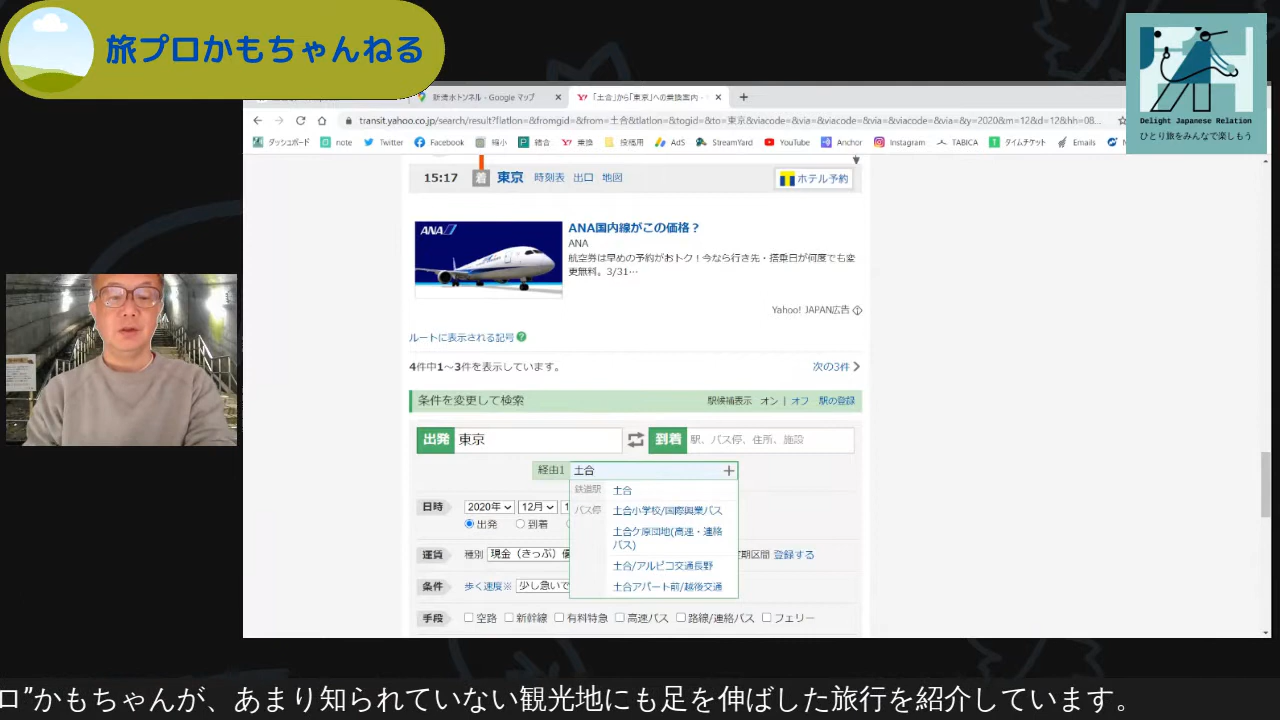 旅プロかもちゃんねる
Delight Japanese Relation
ひとり旅をみんなで楽しもう
新清水トンネル - Google マップ
「土合」から「東京」への乗換案内 -
transit.yahoo.co.jp/search/result?flatlon=&fromgid=&from=土合&tlatlon=&togid=&to=東京&viacode=&via=&viacode=&via=&viacode=&via=&y=2020&m=12&d=12&hh=08...
ダッシュボード note Twitter Facebook 縮小 結合 乗換 投稿用 AdS StreamYard YouTube Anchor Instagram TABICA タイムチケット Emails
15:17 着 東京 時刻表 出口 地図 ホテル予約
ANA
ANA国内線がこの価格？
ANA
航空券は早めの予約がおトク！今なら行き先・搭乗日が何度でも変
更無料。3/31…
Yahoo! JAPAN広告
ルートに表示される記号
4件中1～3件を表示しています。 次の3件
条件を変更して検索 駅候補表示 オン | オフ 駅の登録
出発 東京 到着 駅、バス停、住所、施設
経由1 土合
鉄道駅 土合
バス停 土合小学校/国際興業バス
土合ケ原団地(高速・連絡
バス)
土合/アルピコ交通長野
土合アパート前/越後交通
日時 2020年 12月 1
出発 到着
運賃 種別 現金（きっぷ）優 期区間 登録する
条件 歩く速度※ 少し急いで
手段 空路 新幹線 有料特急 高速バス 路線/連絡バス フェリー
ロ”かもちゃんが、あまり知られていない観光地にも足を伸ばした旅行を紹介しています。